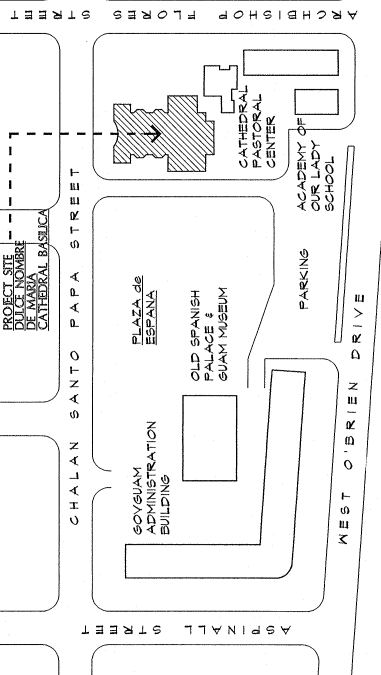 ARCHBISHOP FLORES STREET
PROJECT SITE
DULCE NOMBRE
DE MARIA
CATHEDRAL BASILICA
CHALAN SANTO PAPA STREET
CATHEDRAL
PASTORAL
CENTER
ACADEMY OF
OUR LADY
SCHOOL
PLAZA de
ESPANA
OLD SPANISH
PALACE &
GUAM MUSEUM
PARKING
GOVGUAM
ADMINISTRATION
BUILDING
WEST O'BRIEN DRIVE
ASPINALL STREET